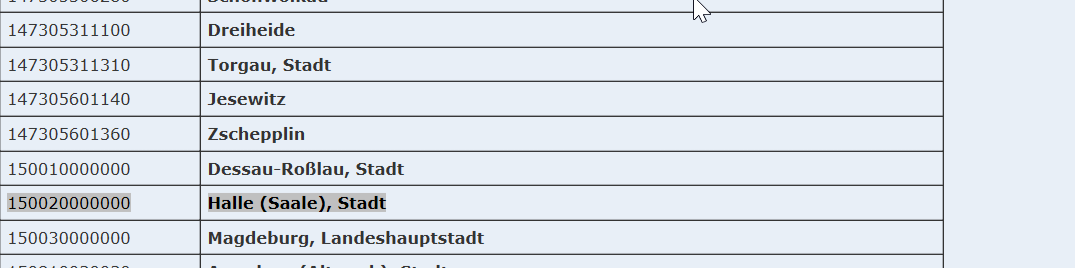 147305311100 Dreiheide
147305311310 Torgau, Stadt
147305601140 Jesewitz
147305601360 Zschepplin
150010000000 Dessau-Roßlau, Stadt
150020000000 Halle (Saale), Stadt
150030000000 Magdeburg, Landeshauptstadt